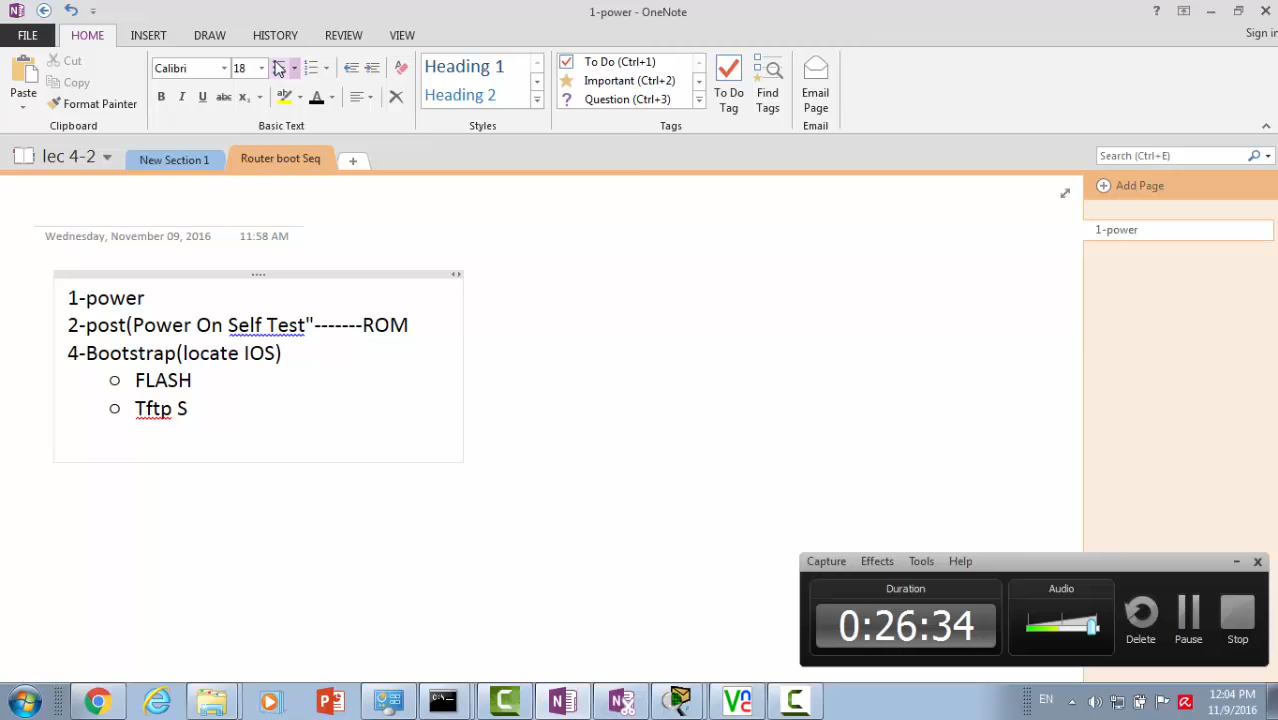 1-power - OneNote
?
Sign in
FILE
HOME
INSERT
DRAW
HISTORY
REVIEW
VIEW
Paste
Cut
Copy
Format Painter
Clipboard
Calibri
18
B I U abc x₂ A
Basic Text
Heading 1
Heading 2
Styles
To Do (Ctrl+1)
Important (Ctrl+2)
Question (Ctrl+3)
Tags
To Do Tag
Find Tags
Email Page
Email
lec 4-2
New Section 1
Router boot Seq
Search (Ctrl+E)
Add Page
1-power
Wednesday, November 09, 2016 11:58 AM
1-power
2-post(Power On Self Test"-------ROM
4-Bootstrap(locate IOS)
○ FLASH
○ Tftp S
Capture Effects Tools Help
Duration
0:26:34
Audio
Delete
Pause
Stop
EN
12:04 PM
11/9/2016